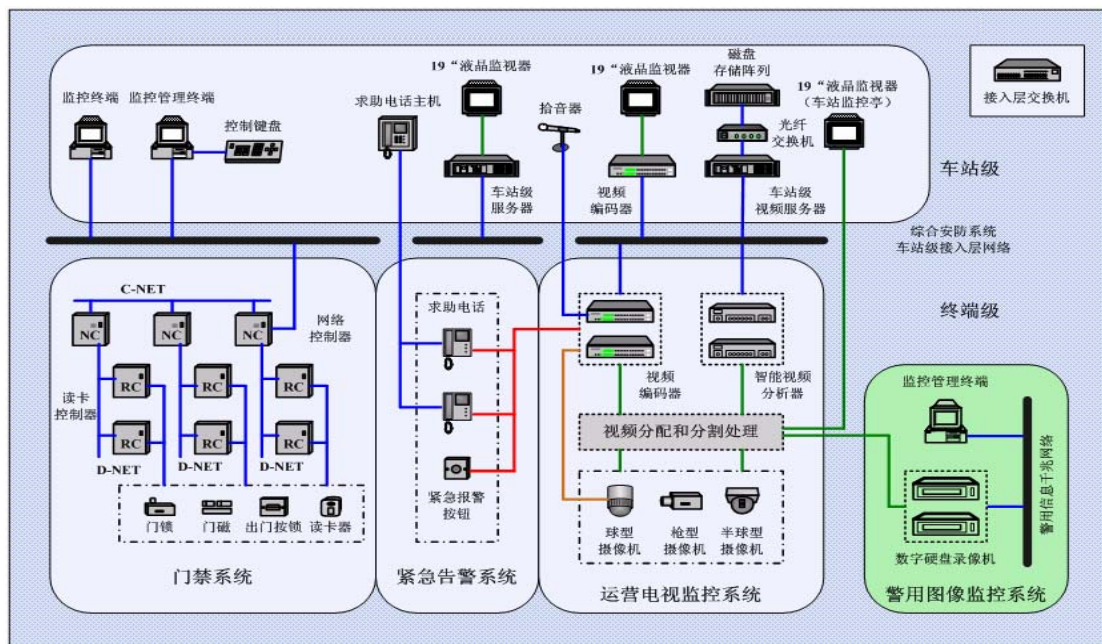 监控终端
监控管理终端
控制键盘
求助电话主机
19“液晶监视器
车站级
服务器
拾音器
19“液晶监视器
视频
编码器
磁盘
存储阵列
光纤
交换机
车站级
视频服务器
19“液晶监视器
（车站监控亭）
接入层交换机
车站级
综合安防系统
车站级接入层网络
终端级
C-NET
NC
NC
NC
网络
控制器
RC
RC
RC
读卡
控制器
RC
RC
RC
D-NET
D-NET
D-NET
门锁
门磁
出门按锁
读卡器
门禁系统
求助电话
紧急报警
按钮
紧急告警系统
视频
编码器
智能视频
分析器
视频分配和分割处理
球型
摄像机
枪型
摄像机
半球型
摄像机
运营电视监控系统
监控管理终端
数字硬盘录像机
警用信息千兆网络
警用图像监控系统